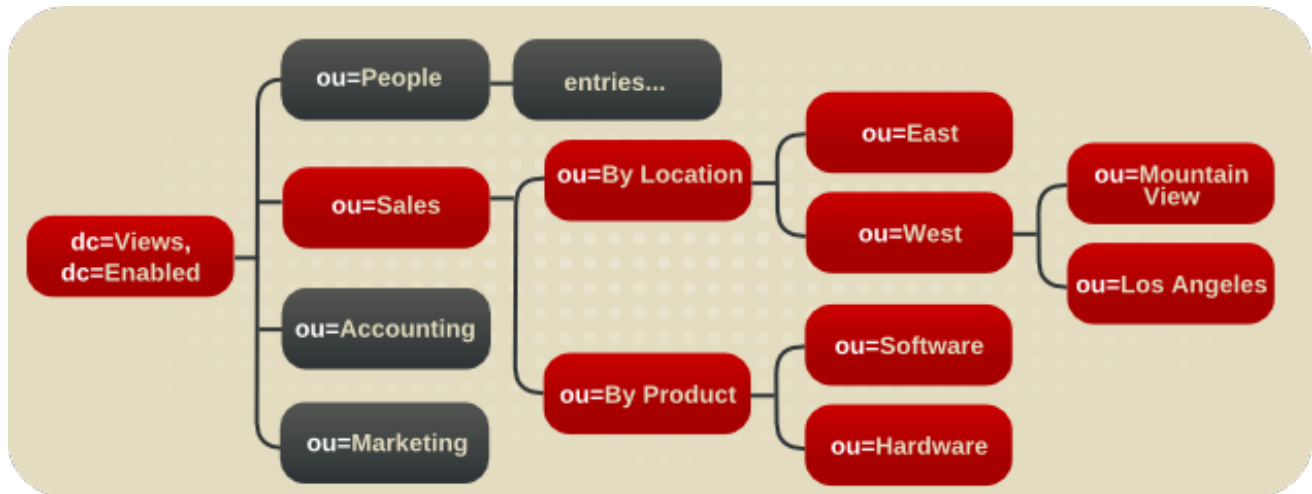 ou=People
entries...
ou=East
ou=By Location
ou=Mountain
View
ou=Sales
ou=West
dc=Views,
dc=Enabled
ou=Los Angeles
ou=Accounting
ou=Software
ou=By Product
ou=Marketing
ou=Hardware